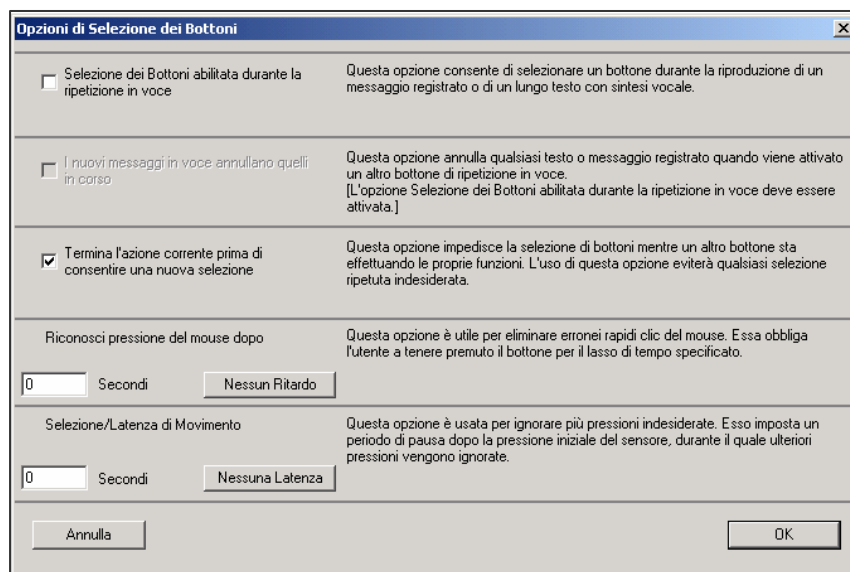 Opzioni di Selezione dei Bottoni
Selezione dei Bottoni abilitata durante la
ripetizione in voce
Questa opzione consente di selezionare un bottone durante la riproduzione di un
messaggio registrato o di un lungo testo con sintesi vocale.
I nuovi messaggi in voce annullano quelli
in corso
Questa opzione annulla qualsiasi testo o messaggio registrato quando viene attivato
un altro bottone di ripetizione in voce.
[L'opzione Selezione dei Bottoni abilitata durante la ripetizione in voce deve essere
attivata.]
Termina l'azione corrente prima di
consentire una nuova selezione
Questa opzione impedisce la selezione di bottoni mentre un altro bottone sta
effettuando le proprie funzioni. L'uso di questa opzione eviterà qualsiasi selezione
ripetuta indesiderata.
Riconosci pressione del mouse dopo
0 Secondi Nessun Ritardo
Questa opzione è utile per eliminare erronei rapidi clic del mouse. Essa obbliga
l'utente a tenere premuto il bottone per il lasso di tempo specificato.
Selezione/Latenza di Movimento
0 Secondi Nessuna Latenza
Questa opzione è usata per ignorare più pressioni indesiderate. Esso imposta un
periodo di pausa dopo la pressione iniziale del sensore, durante il quale ulteriori
pressioni vengono ignorate.
Annulla OK